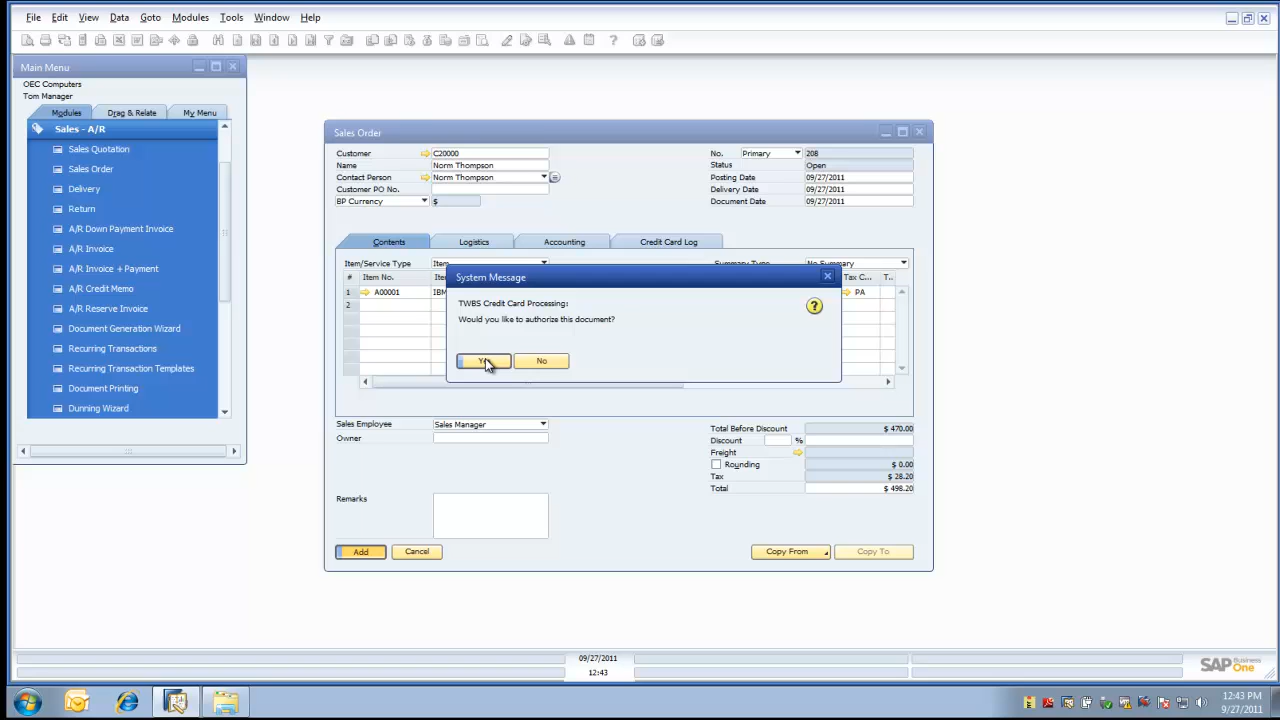 File Edit View Data Goto Modules Tools Window Help
Main Menu
OEC Computers
Tom Manager
Modules Drag & Relate My Menu
Sales - A/R
Sales Quotation
Sales Order
Delivery
Return
A/R Down Payment Invoice
A/R Invoice
A/R Invoice + Payment
A/R Credit Memo
A/R Reserve Invoice
Document Generation Wizard
Recurring Transactions
Recurring Transaction Templates
Document Printing
Dunning Wizard
Sales Order
Customer C20000
Name Norm Thompson
Contact Person Norm Thompson
Customer PO No.
BP Currency $
No. Primary 208
Status Open
Posting Date 09/27/2011
Delivery Date 09/27/2011
Document Date 09/27/2011
Contents Logistics Accounting Credit Card Log
Item/Service Type Item Summary Type No Summary
# Item No. Tax C... T..
1 A00001 IBM PA
2
System Message
TWBS Credit Card Processing:
Would you like to authorize this document?
No
Sales Employee Sales Manager
Owner
Total Before Discount $ 470.00
Discount %
Freight
Rounding $ 0.00
Tax $ 28.20
Total $ 498.20
Remarks
Add Cancel Copy From Copy To
09/27/2011
12:43
SAP Business One
12:43 PM
9/27/2011